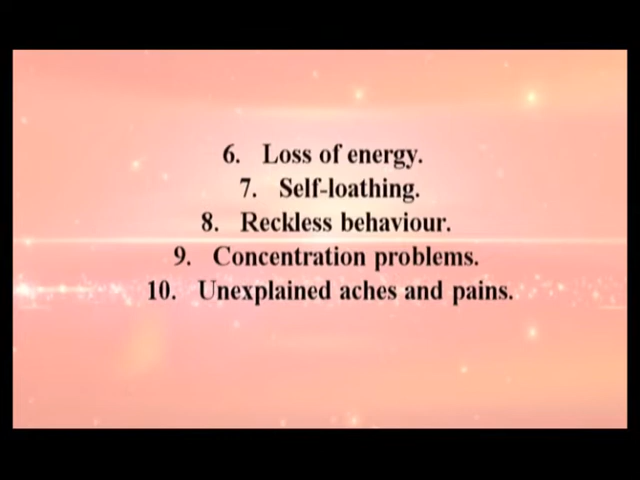 6. Loss of energy.
7. Self-loathing.
8. Reckless behaviour.
9. Concentration problems.
10. Unexplained aches and pains.